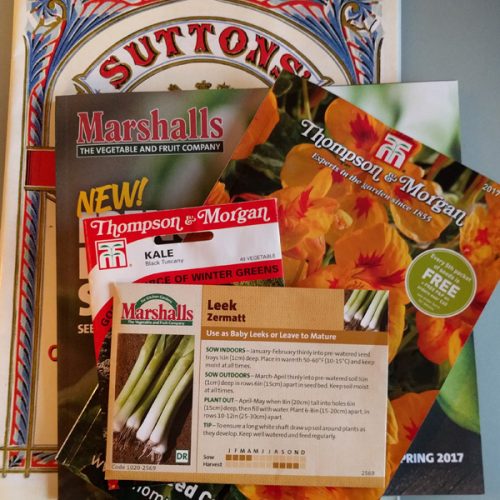 SUTTONS
Marshalls
THE VEGETABLE AND FRUIT COMPANY
NEW!
Thompson & Morgan
Experts in the garden since 1855
2017
Every 5th packet
of seeds
FREE
SPRING 2017
Thompson & Morgan
KALE
Black Tuscany
VEGETABLE
OF WINTER GREENS
Marshalls
The Vegetable and Fruit Company
Leek
Zermatt
Use as Baby Leeks or Leave to Mature
SOW INDOORS – January-February thinly into pre-watered seed
trays ½in (1cm) deep. Place in warmth 50-60°F (10-15°C) and keep
moist at all times.
SOW OUTDOORS – March-April thinly into pre-watered soil ½in
(1cm) deep in rows 6in (15cm) apart in seed bed. Keep soil moist
at all times.
PLANT OUT – April-May when 8in (20cm) tall into holes 6in
(15cm) deep, then fill with water. Plant 6-8in (15-20cm) apart, in
rows 10-12in (25-30cm) apart.
TIP – To ensure a long white shaft draw up soil around plants as
they develop. Keep well watered and feed regularly.
J F M A M J J A S O N D
Sow
Harvest
Code 1020-2569
DR
2569